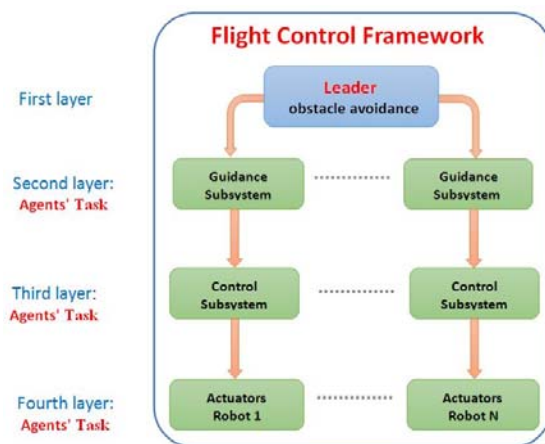 Flight Control Framework
First layer
Leader
obstacle avoidance
Second layer:
Agents' Task
Guidance
Subsystem
Guidance
Subsystem
Third layer:
Agents' Task
Control
Subsystem
Control
Subsystem
Fourth layer:
Agents' Task
Actuators
Robot 1
Actuators
Robot N